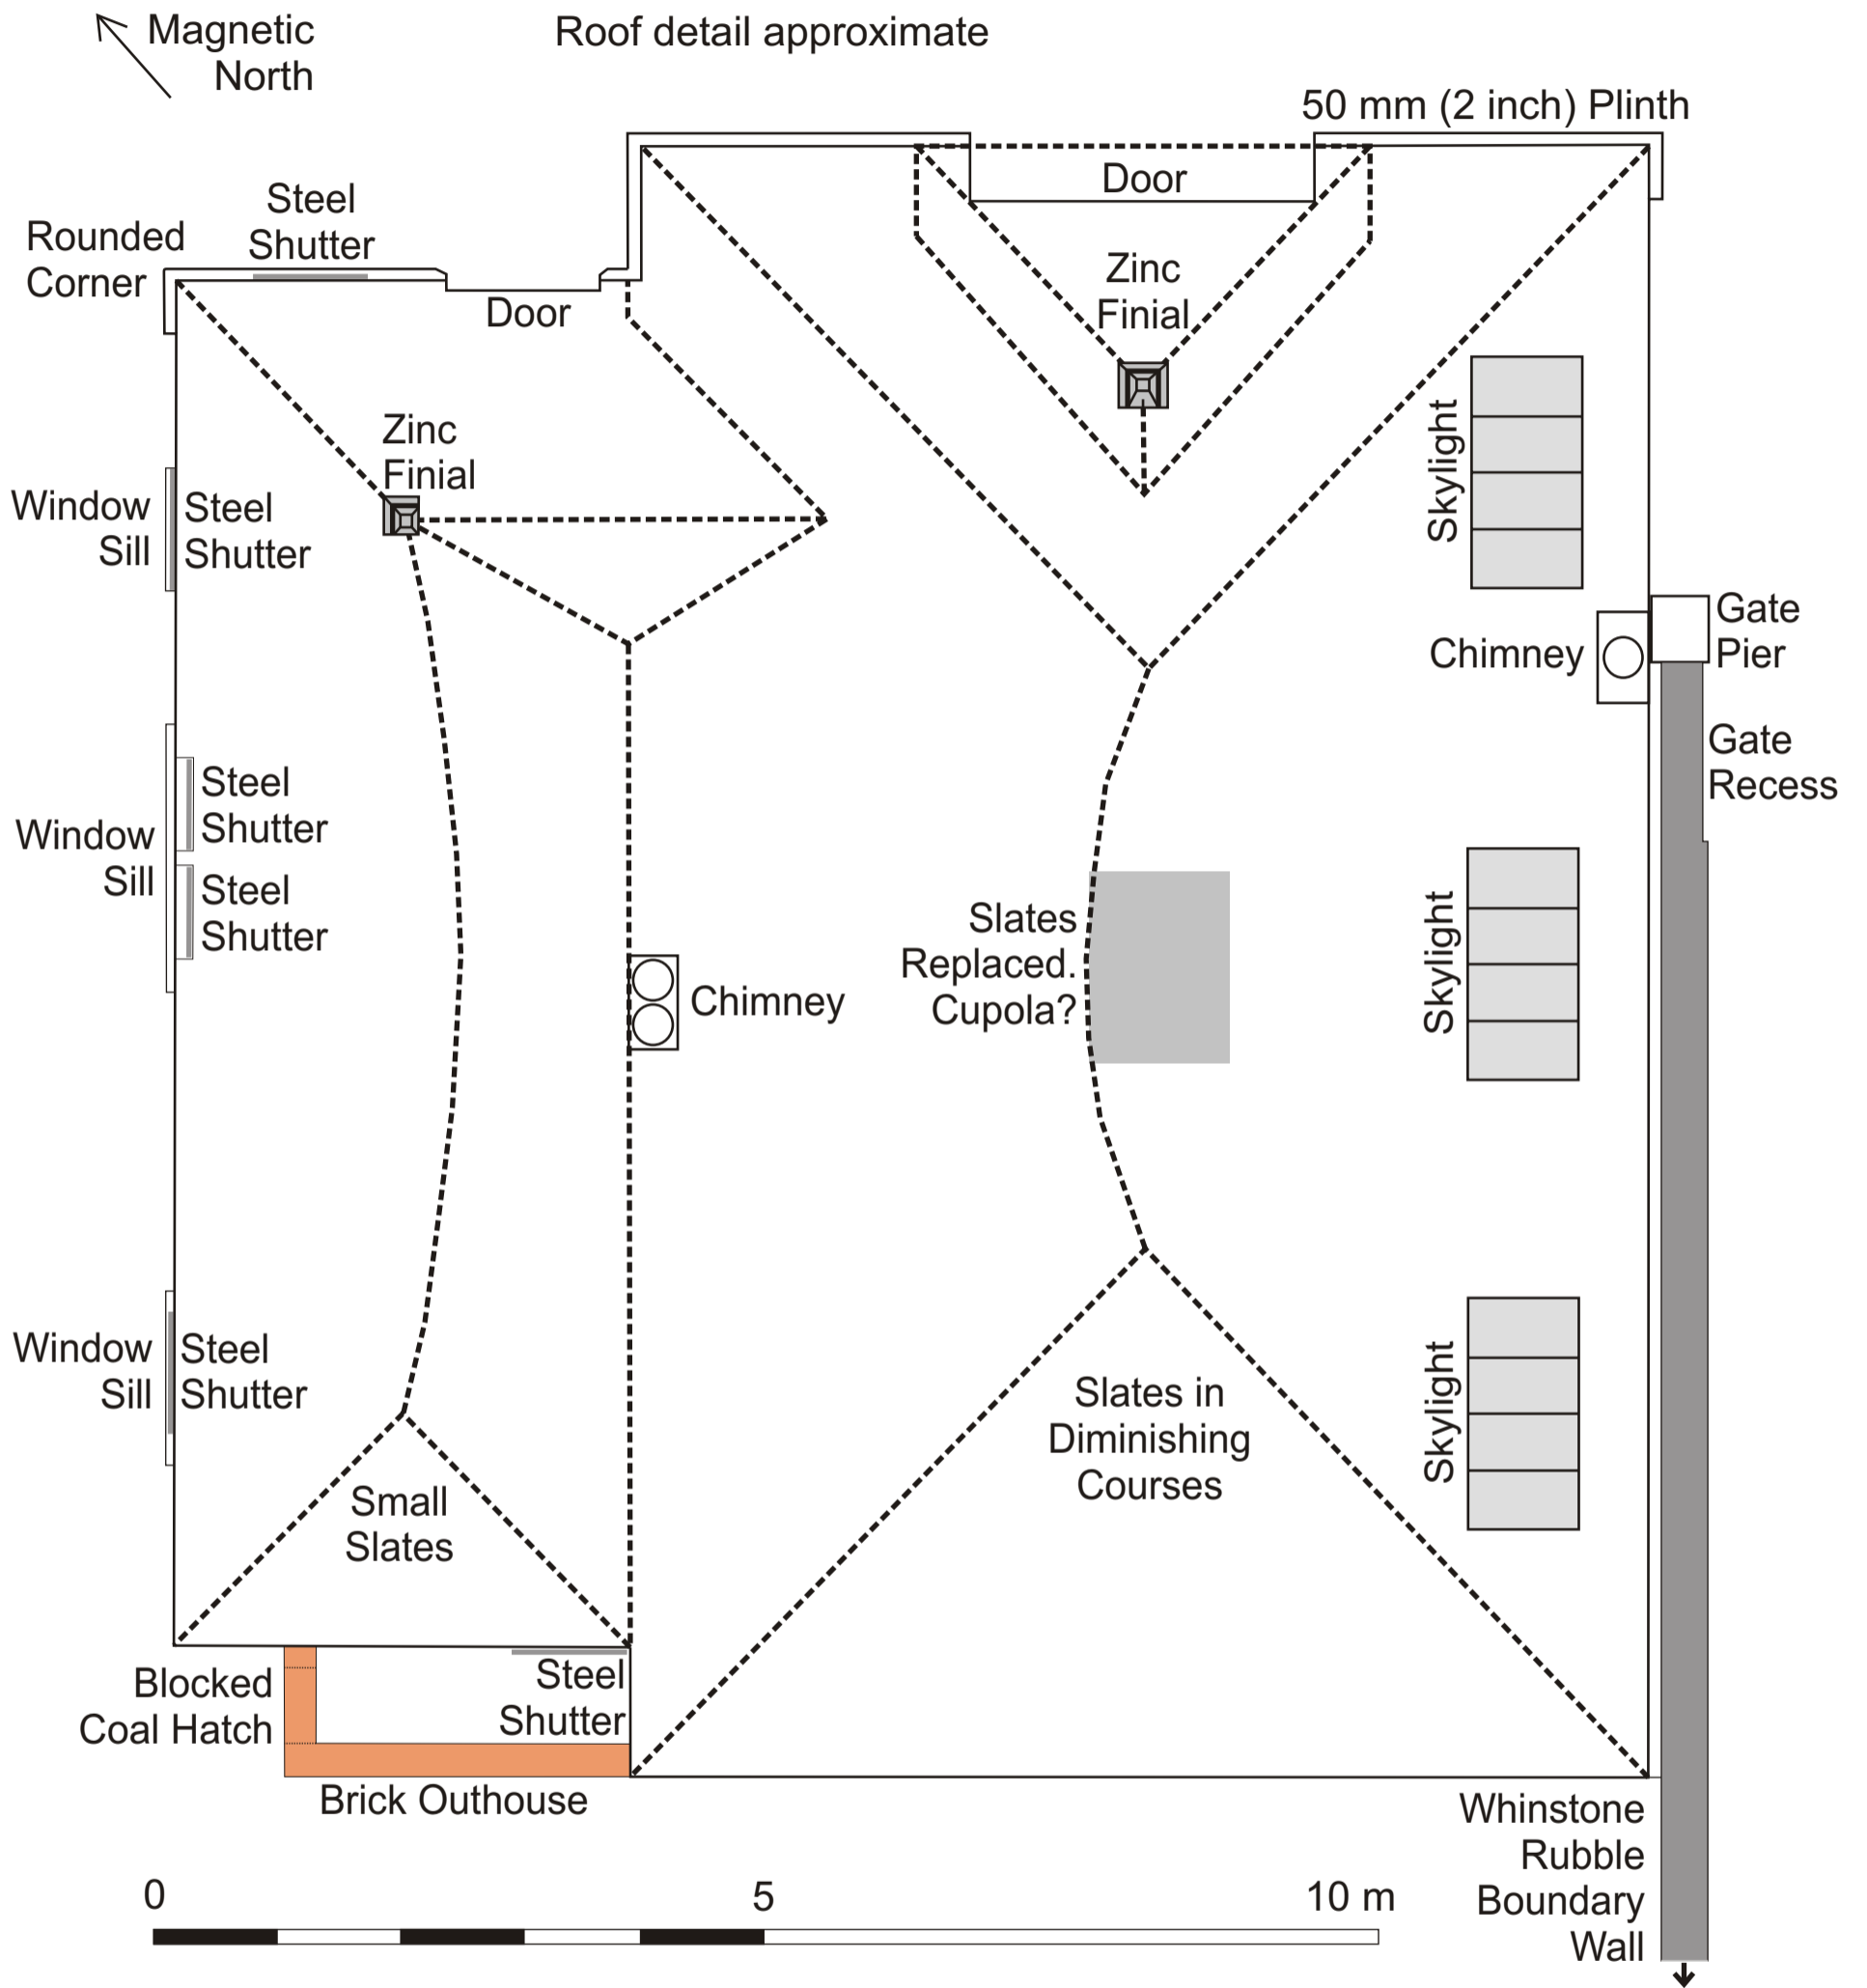 Magnetic
North
Roof detail approximate
50 mm (2 inch) Plinth
Door
Steel
Shutter
Rounded
Corner
Door
Zinc
Finial
Zinc
Finial
Skylight
Window
Sill
Steel
Shutter
Gate
Pier
Chimney
Gate
Recess
Steel
Shutter
Window
Sill
Steel
Shutter
Slates
Replaced.
Cupola?
Chimney
Skylight
Window
Sill
Steel
Shutter
Skylight
Slates in
Diminishing
Courses
Small
Slates
Blocked
Coal Hatch
Steel
Shutter
Brick Outhouse
Whinstone
Rubble
Boundary
Wall
0
5
10 m